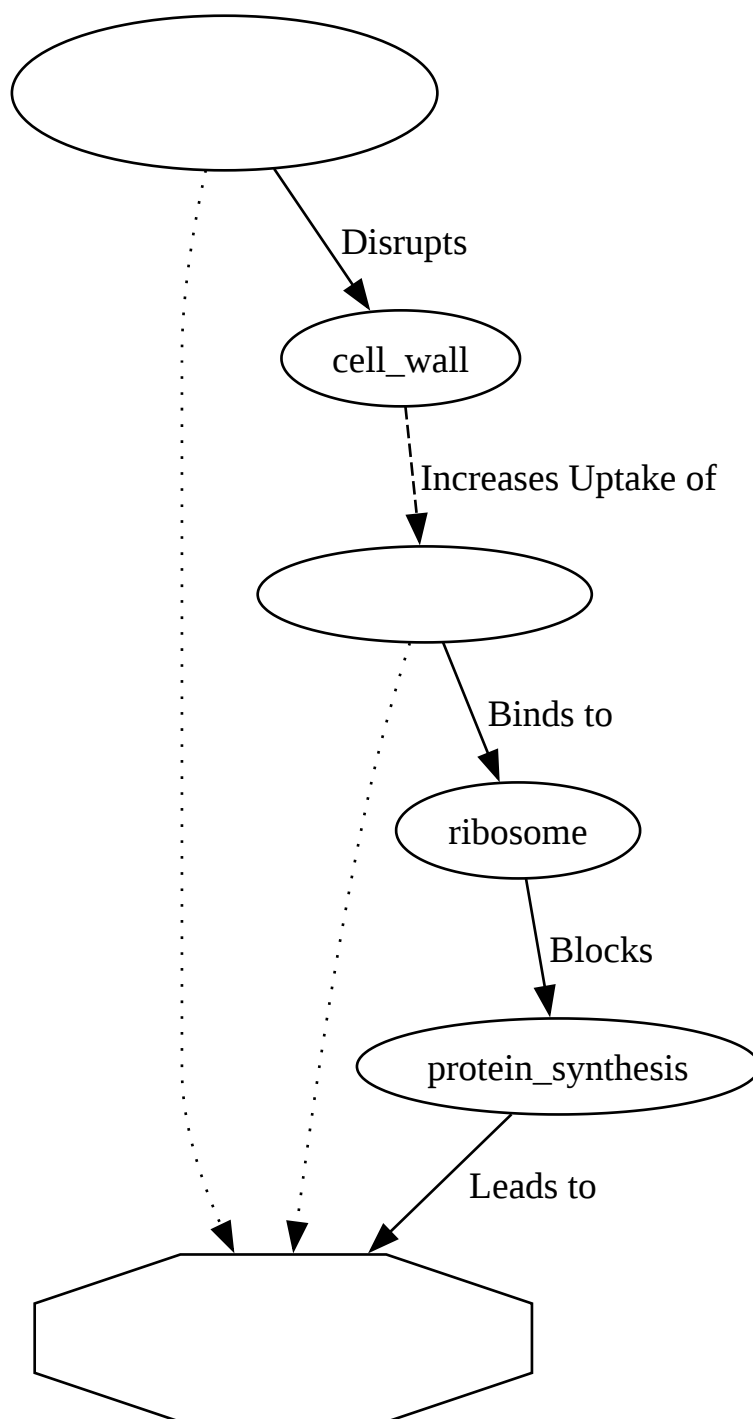 Disrupts
cell_wall
Increases Uptake of
Binds to
ribosome
Blocks
protein_synthesis
Leads to